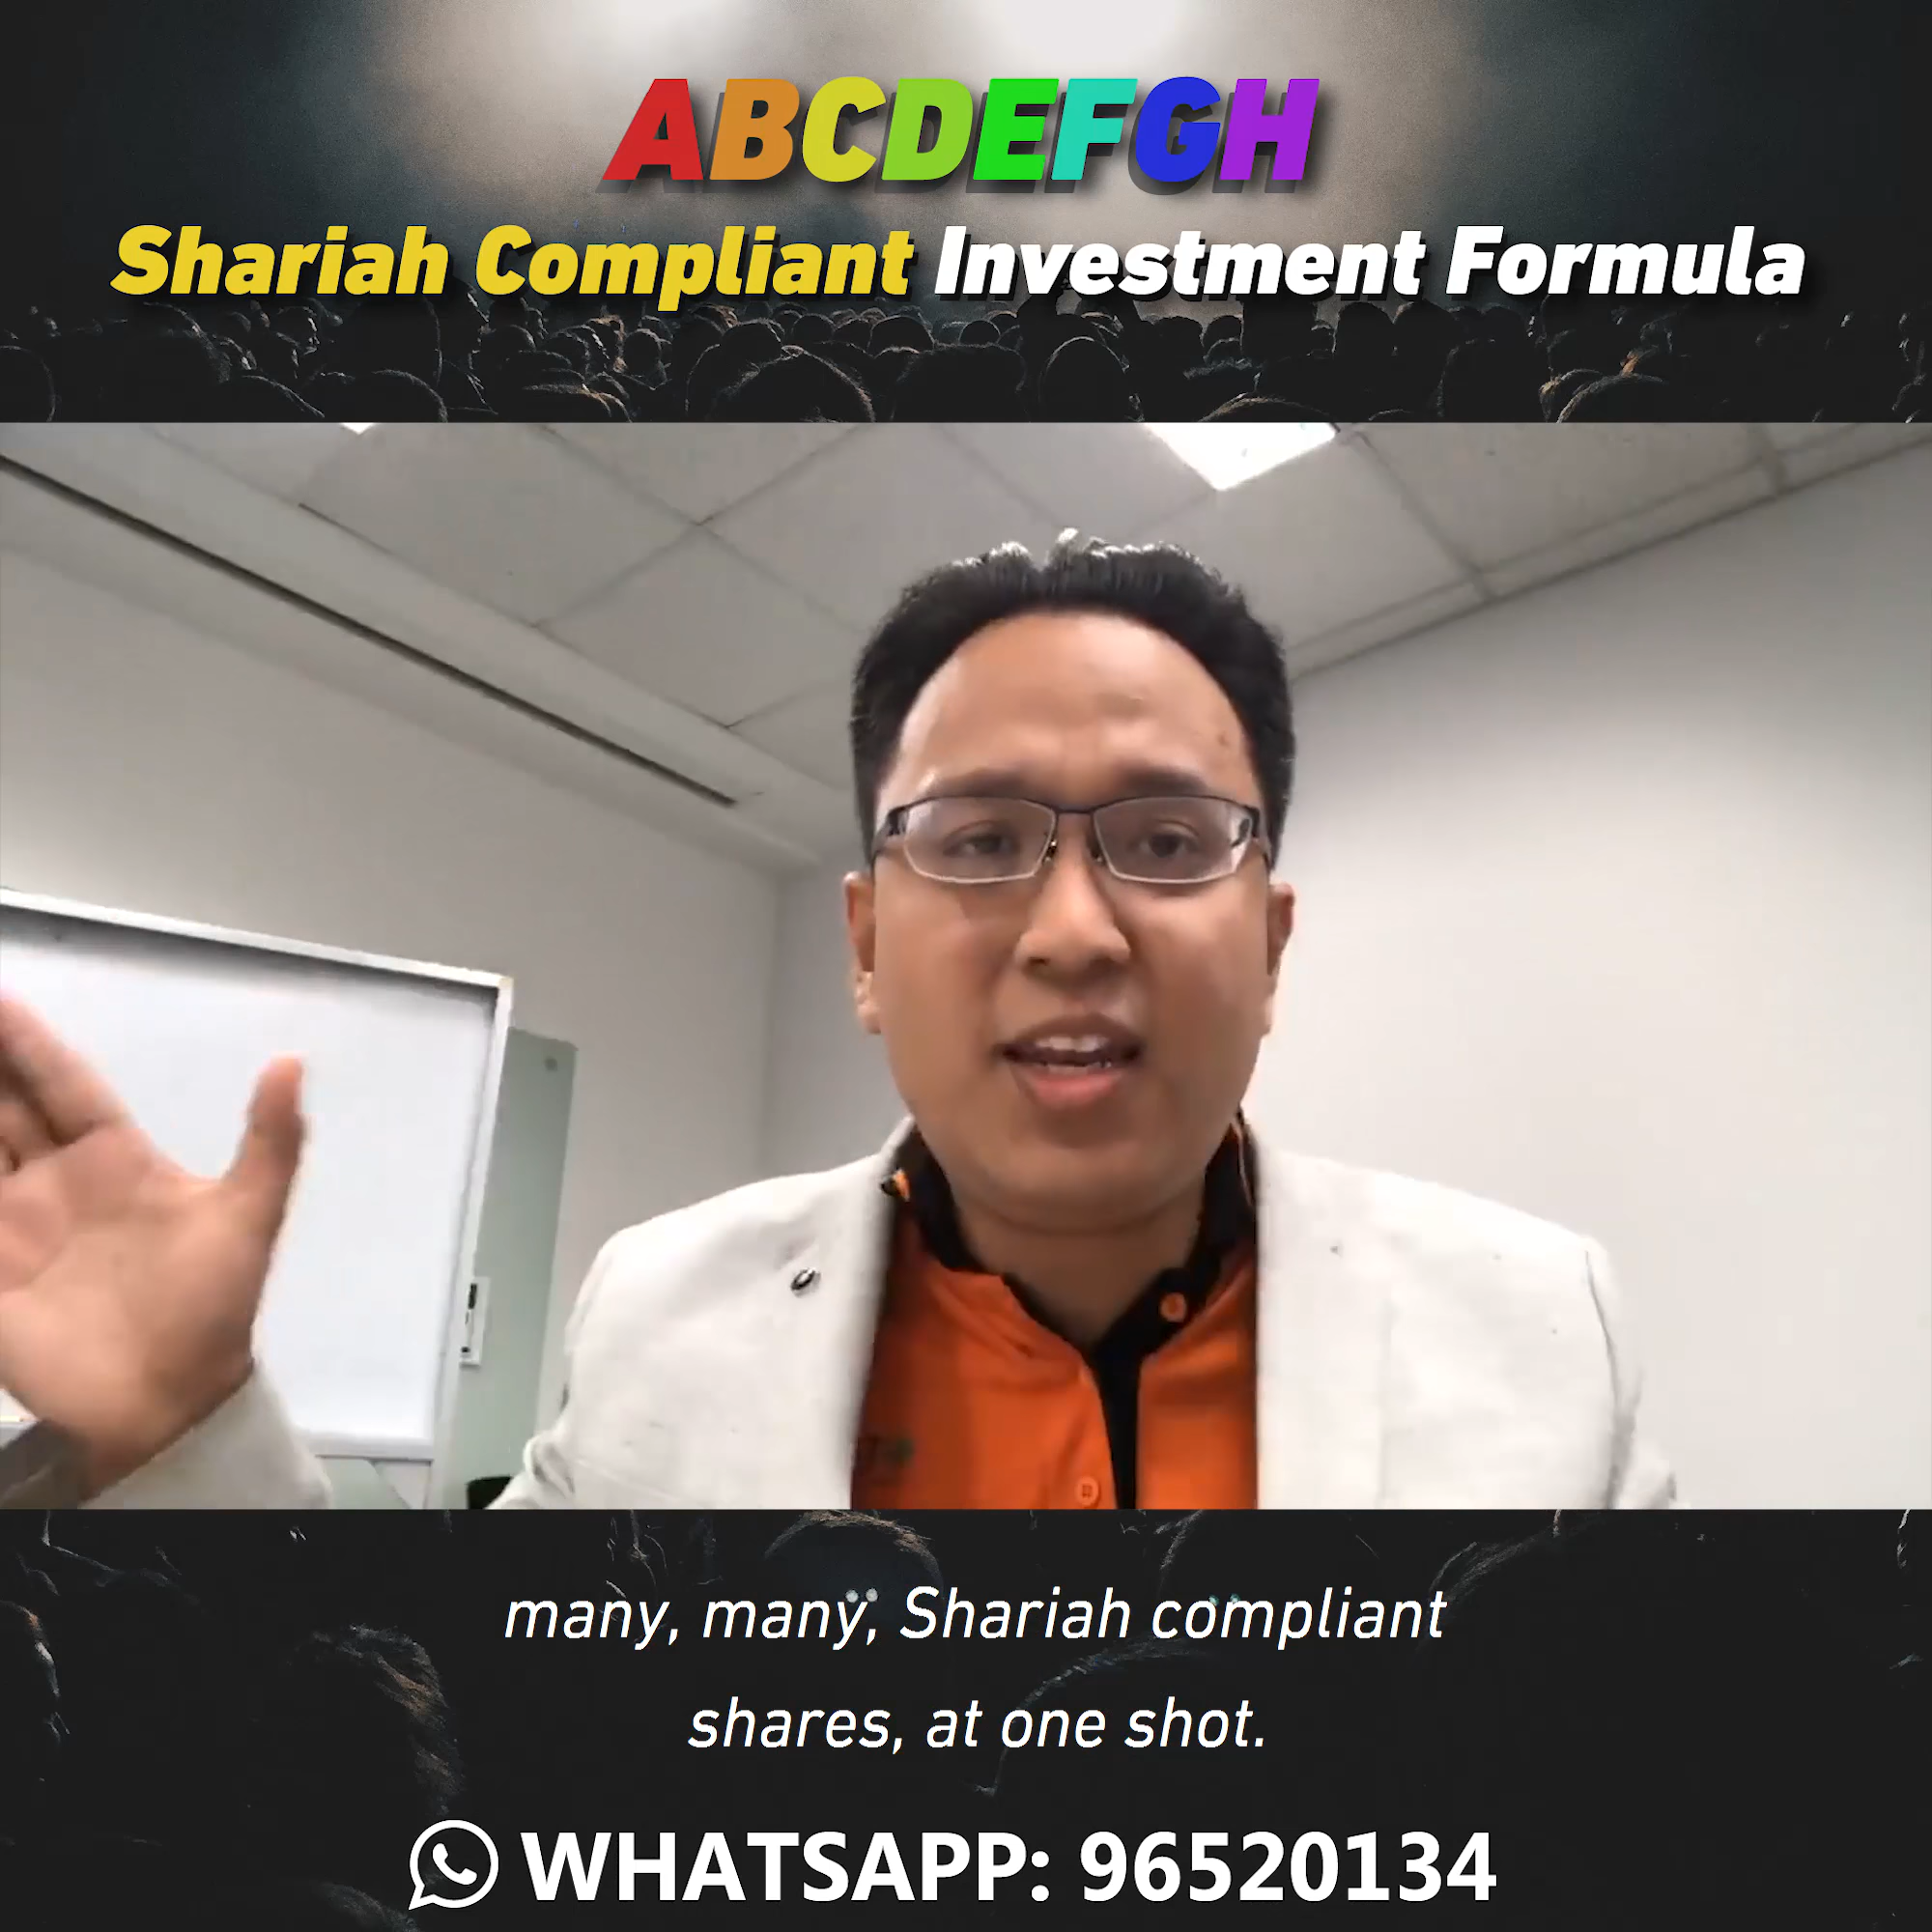 ABCDEFGH
Shariah Compliant Investment Formula
many, many, Shariah compliant
shares, at one shot.
WHATSAPP: 96520134